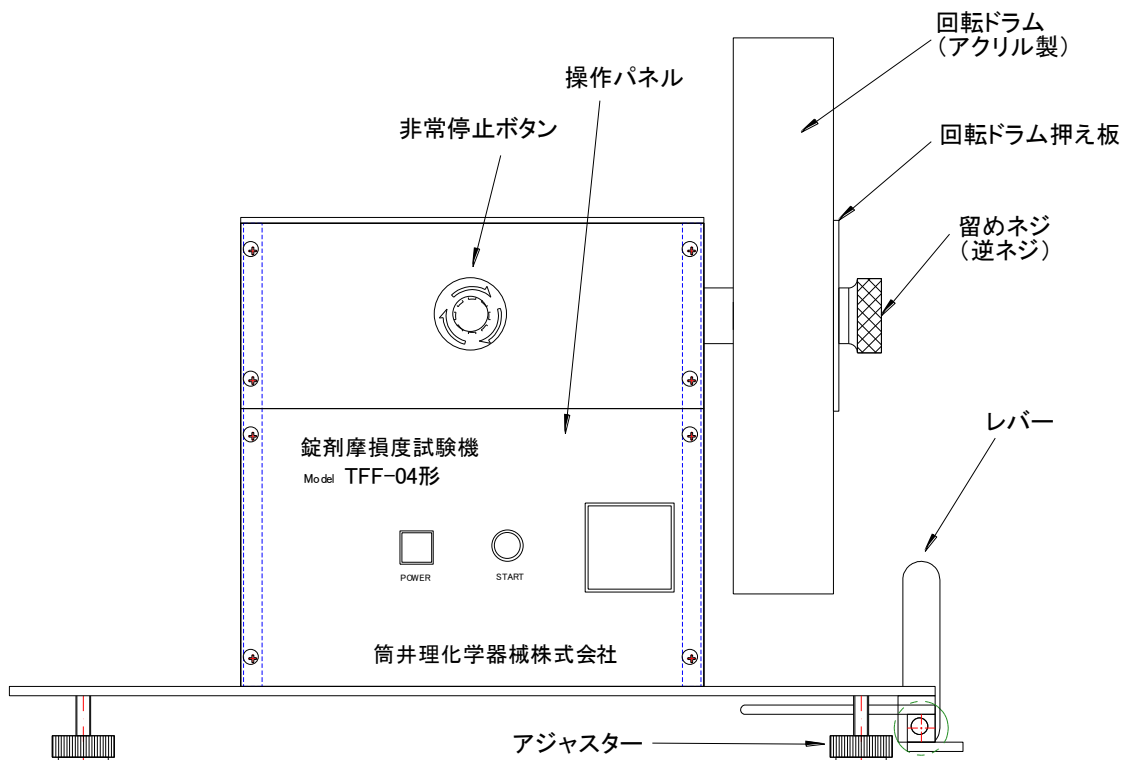 回転ドラム
（アクリル製）
操作パネル
非常停止ボタン
回転ドラム押え板
留めネジ
（逆ネジ）
レバー
錠剤摩損度試験機
Model TFF-04形
POWER
START
筒井理化学器械株式会社
アジャスター